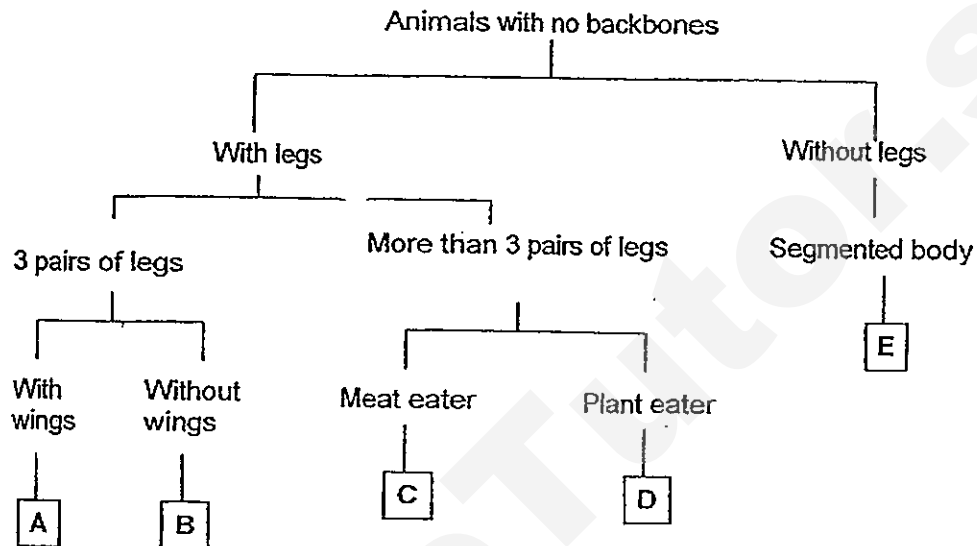 Animals with no backbones
With legs
Without legs
3 pairs of legs
More than 3 pairs of legs
Segmented body
E
With
wings
Without
wings
Meat eater
Plant eater
A
B
C
D
Tutor.s